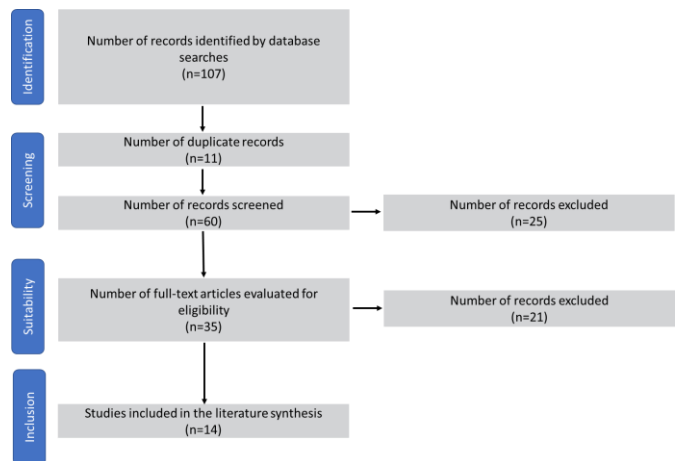 Identification
Number of records identified by database
searches
(n=107)
Screening
Number of duplicate records
(n=11)
Number of records screened
(n=60)
Number of records excluded
(n=25)
Suitability
Number of full-text articles evaluated for
eligibility
(n=35)
Number of records excluded
(n=21)
Inclusion
Studies included in the literature synthesis
(n=14)